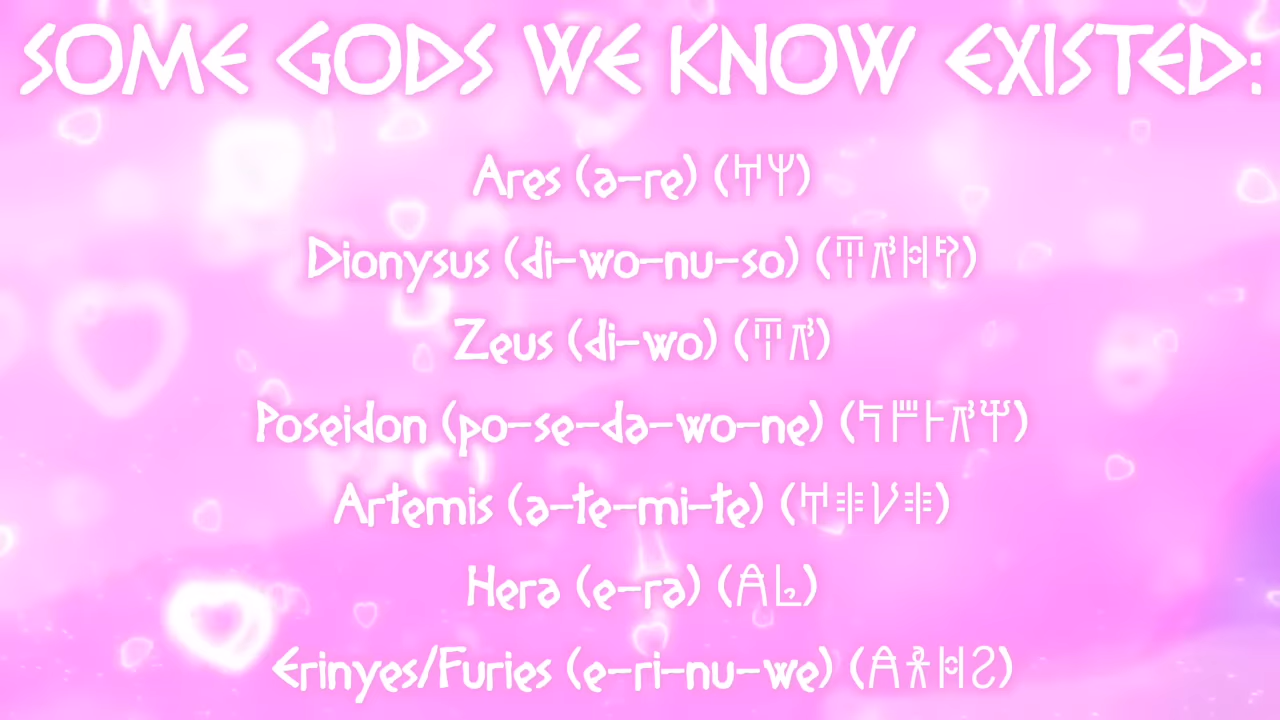 SOME GODS WE KNOW EXISTED:
Ares (a-re) (𐀀𐀩)
Dionysus (di-wo-nu-so) (𐀇𐀺𐀝𐀰)
Zeus (di-wo) (𐀇𐀺)
Poseidon (po-se-da-wo-ne) (𐀡𐀮𐀅𐀺𐀚)
Artemis (a-te-mi-te) (𐀀𐀳𐀖𐀳)
Hera (e-ra) (𐀁𐀨)
Erinyes/Furies (e-ri-nu-we) (𐀁𐀪𐀝𐀸)